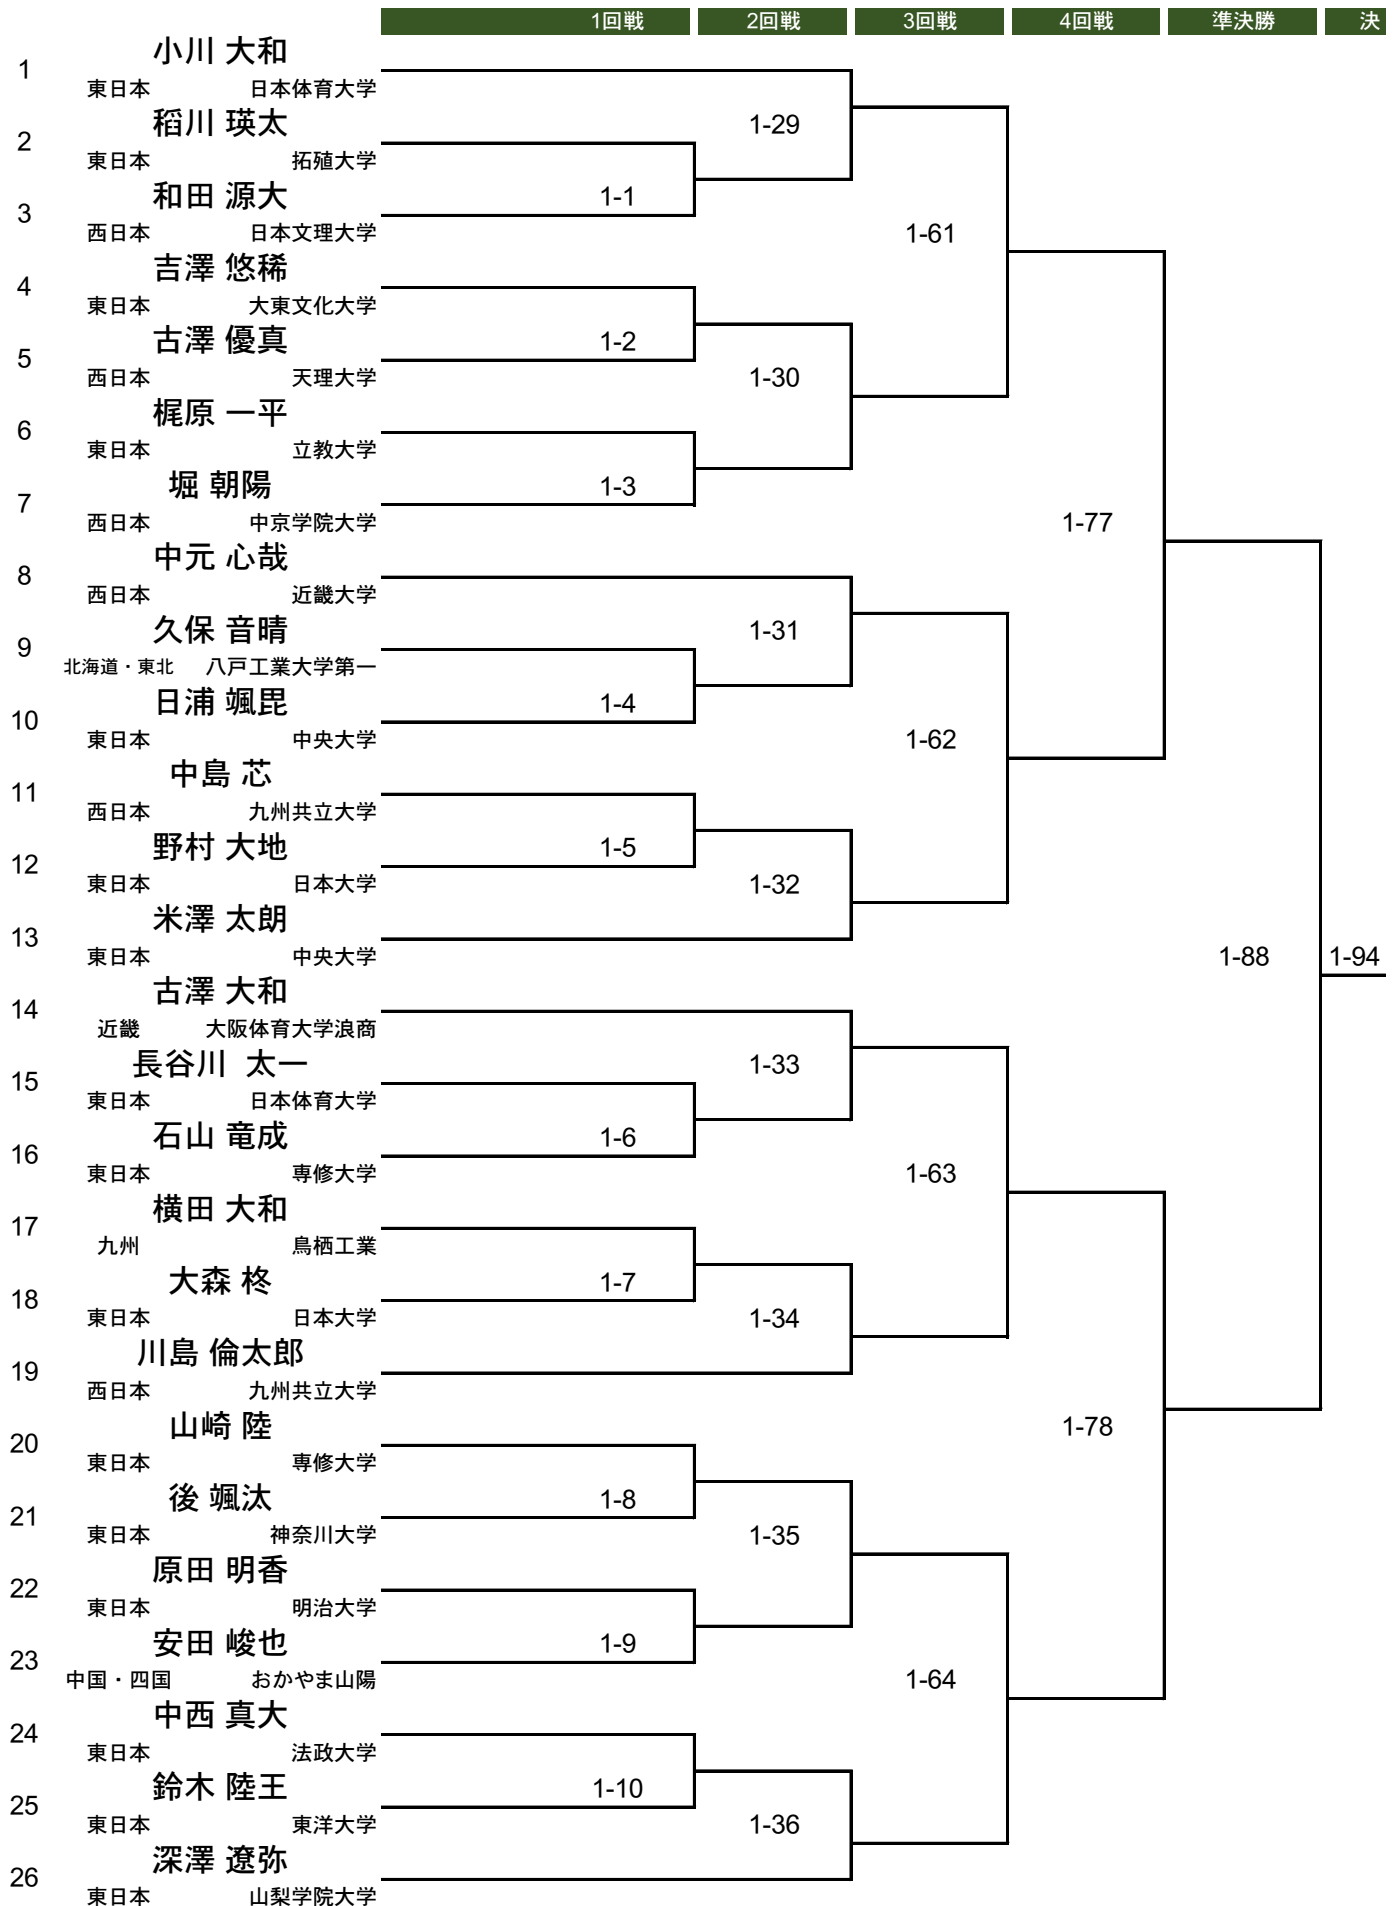 1回戦 2回戦 3回戦 4回戦 準決勝 決
小川 大和
1
東日本 日本体育大学
稻川 瑛太 1-29
2
東日本 拓殖大学
和田 源大 1-1
3
西日本 日本文理大学 1-61
吉澤 悠稀
4
東日本 大東文化大学
古澤 優真 1-2
5
西日本 天理大学 1-30
梶原 一平
6
東日本 立教大学
堀 朝陽 1-3
7
西日本 中京学院大学 1-77
中元 心哉
8
西日本 近畿大学
久保 音晴 1-31
9
北海道・東北 八戸工業大学第一
日浦 颯毘 1-4
10
東日本 中央大学 1-62
中島 芯
11
西日本 九州共立大学
野村 大地 1-5
12
東日本 日本大学 1-32
米澤 太朗
13
東日本 中央大学 1-88 1-94
古澤 大和
14
近畿 大阪体育大学浪商
長谷川 太一 1-33
15
東日本 日本体育大学
石山 竜成 1-6
16
東日本 専修大学 1-63
横田 大和
17
九州 鳥栖工業
大森 柊 1-7
18
東日本 日本大学 1-34
川島 倫太郎
19
西日本 九州共立大学
山崎 陸 1-78
20
東日本 専修大学
後 颯汰 1-8
21
東日本 神奈川大学 1-35
原田 明香
22
東日本 明治大学
安田 峻也 1-9
23
中国・四国 おかやま山陽 1-64
中西 真大
24
東日本 法政大学
鈴木 陸王 1-10
25
東日本 東洋大学 1-36
深澤 遼弥
26
東日本 山梨学院大学